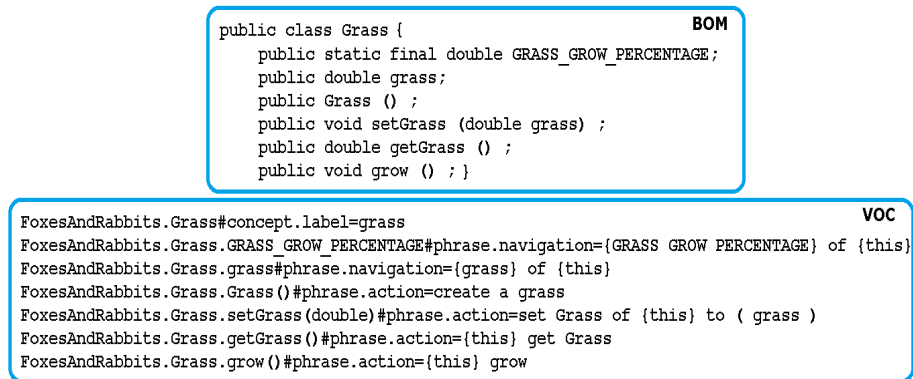 BOM
public class Grass {
public static final double GRASS_GROW_PERCENTAGE;
public double grass;
public Grass () ;
public void setGrass (double grass) ;
public double getGrass () ;
public void grow () ; }
VOC
FoxesAndRabbits.Grass#concept.label=grass
FoxesAndRabbits.Grass.GRASS_GROW_PERCENTAGE#phrase.navigation={GRASS GROW PERCENTAGE} of {this}
FoxesAndRabbits.Grass.grass#phrase.navigation={grass} of {this}
FoxesAndRabbits.Grass.Grass()#phrase.action=create a grass
FoxesAndRabbits.Grass.setGrass(double)#phrase.action=set Grass of {this} to ( grass )
FoxesAndRabbits.Grass.getGrass()#phrase.action={this} get Grass
FoxesAndRabbits.Grass.grow()#phrase.action={this} grow